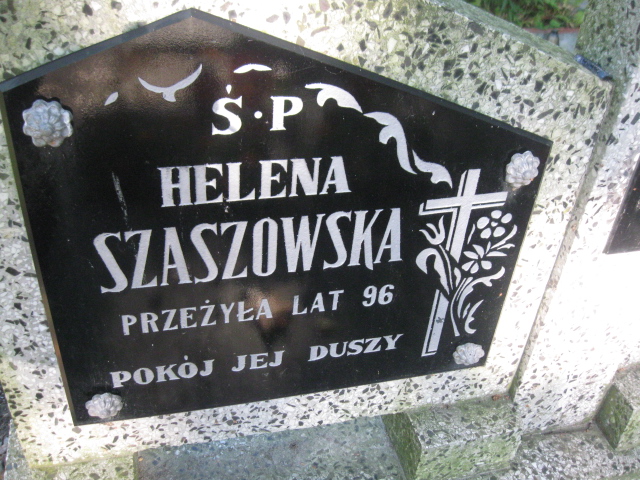 Ś·P
HELENA
SZASZOWSKA
PRZEŻYŁA LAT 96
POKÓJ JEJ DUSZY